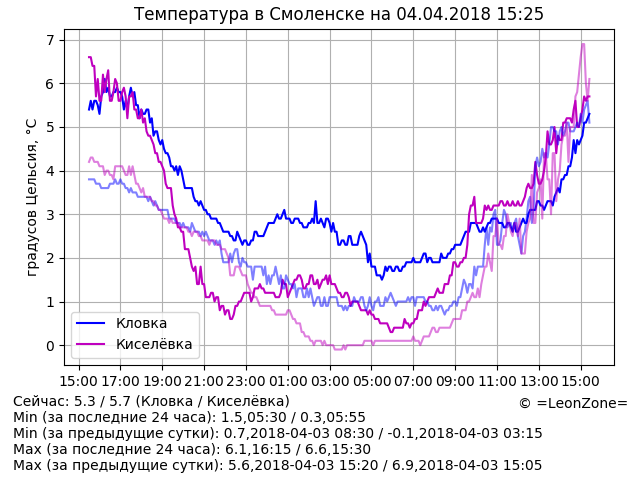 Температура в Смоленске на 04.04.2018 15:25
7
6
5
4
3
2
1
0
градусов Цельсия, °C
Кловка
Киселёвка
15:00 17:00 19:00 21:00 23:00 01:00 03:00 05:00 07:00 09:00 11:00 13:00 15:00
Сейчас: 5.3 / 5.7 (Кловка / Киселёвка)
© =LeonZone=
Min (за последние 24 часа): 1.5,05:30 / 0.3,05:55
Min (за предыдущие сутки): 0.7,2018-04-03 08:30 / -0.1,2018-04-03 03:15
Max (за последние 24 часа): 6.1,16:15 / 6.6,15:30
Max (за предыдущие сутки): 5.6,2018-04-03 15:20 / 6.9,2018-04-03 15:05